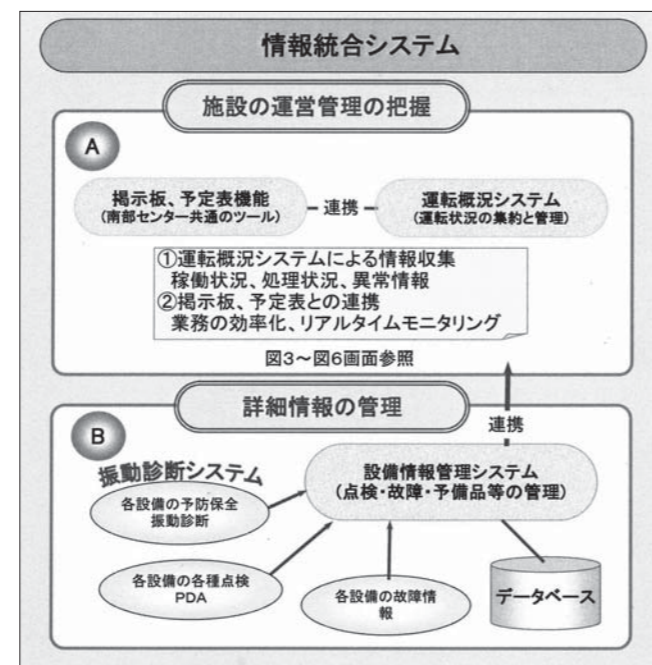 情報統合システム
施設の運営管理の把握
A
掲示板、予定表機能
(南部センター共通のツール)
連携
運転概況システム
(運転状況の集約と管理)
①運転概況システムによる情報収集
稼働状況、処理状況、異常情報
②掲示板、予定表との連携
業務の効率化、リアルタイムモニタリング
図3～図6画面参照
詳細情報の管理
B
連携
振動診断システム
設備情報管理システム
(点検・故障・予備品等の管理)
各設備の予防保全
振動診断
各設備の各種点検
PDA
各設備の故障情
報
データベース